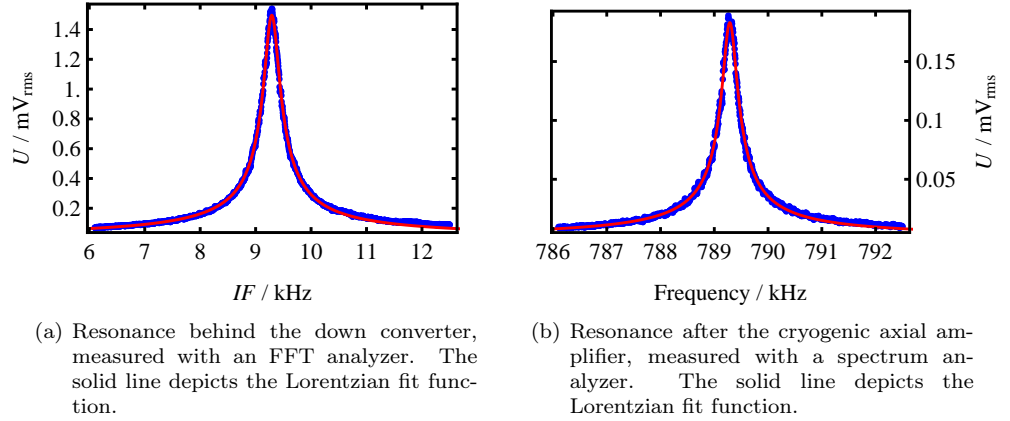 1.4
1.2
1.
0.8
0.6
0.4
0.2
U / mVrms
6 7 8 9 10 11 12
IF / kHz
0.15
0.1
0.05
U / mVrms
786 787 788 789 790 791 792
Frequency / kHz
(a) Resonance behind the down converter,
measured with an FFT analyzer. The
solid line depicts the Lorentzian fit func-
tion.
(b) Resonance after the cryogenic axial am-
plifier, measured with a spectrum an-
alyzer. The solid line depicts the
Lorentzian fit function.